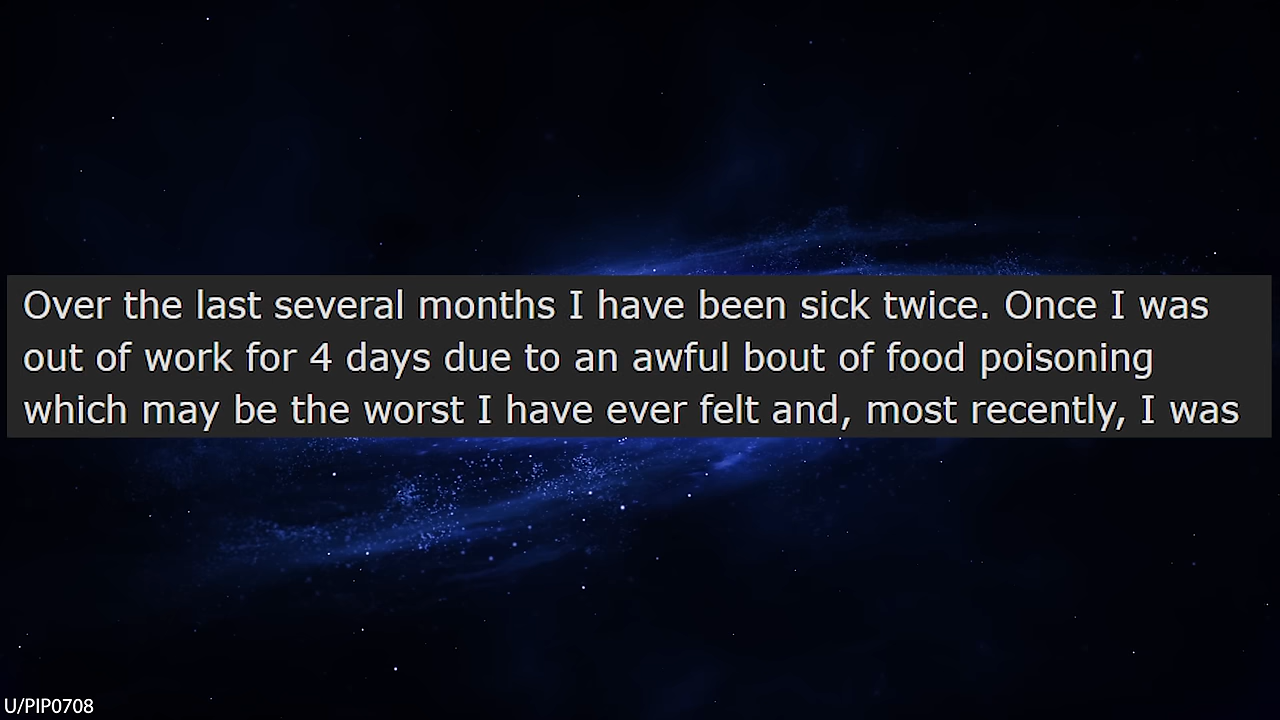 Over the last several months I have been sick twice. Once I was
out of work for 4 days due to an awful bout of food poisoning
which may be the worst I have ever felt and, most recently, I was
U/PIP0708